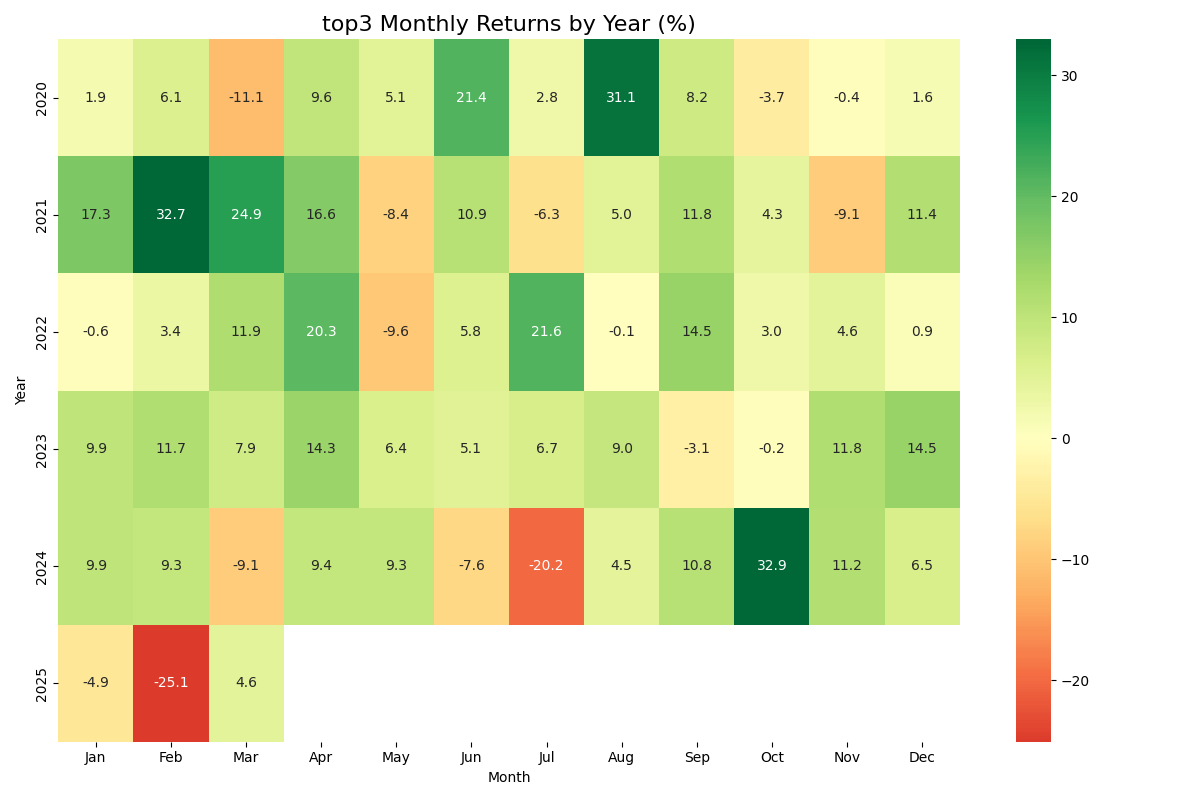 top3 Monthly Returns by Year (%)
2020 1.9 6.1 -11.1 9.6 5.1 21.4 2.8 31.1 8.2 -3.7 -0.4 1.6
2021 17.3 32.7 24.9 16.6 -8.4 10.9 -6.3 5.0 11.8 4.3 -9.1 11.4
2022 -0.6 3.4 11.9 20.3 -9.6 5.8 21.6 -0.1 14.5 3.0 4.6 0.9
Year
2023 9.9 11.7 7.9 14.3 6.4 5.1 6.7 9.0 -3.1 -0.2 11.8 14.5
2024 9.9 9.3 -9.1 9.4 9.3 -7.6 -20.2 4.5 10.8 32.9 11.2 6.5
2025 -4.9 -25.1 4.6
Jan Feb Mar Apr May Jun Jul Aug Sep Oct Nov Dec
Month
30
20
10
0
−10
−20